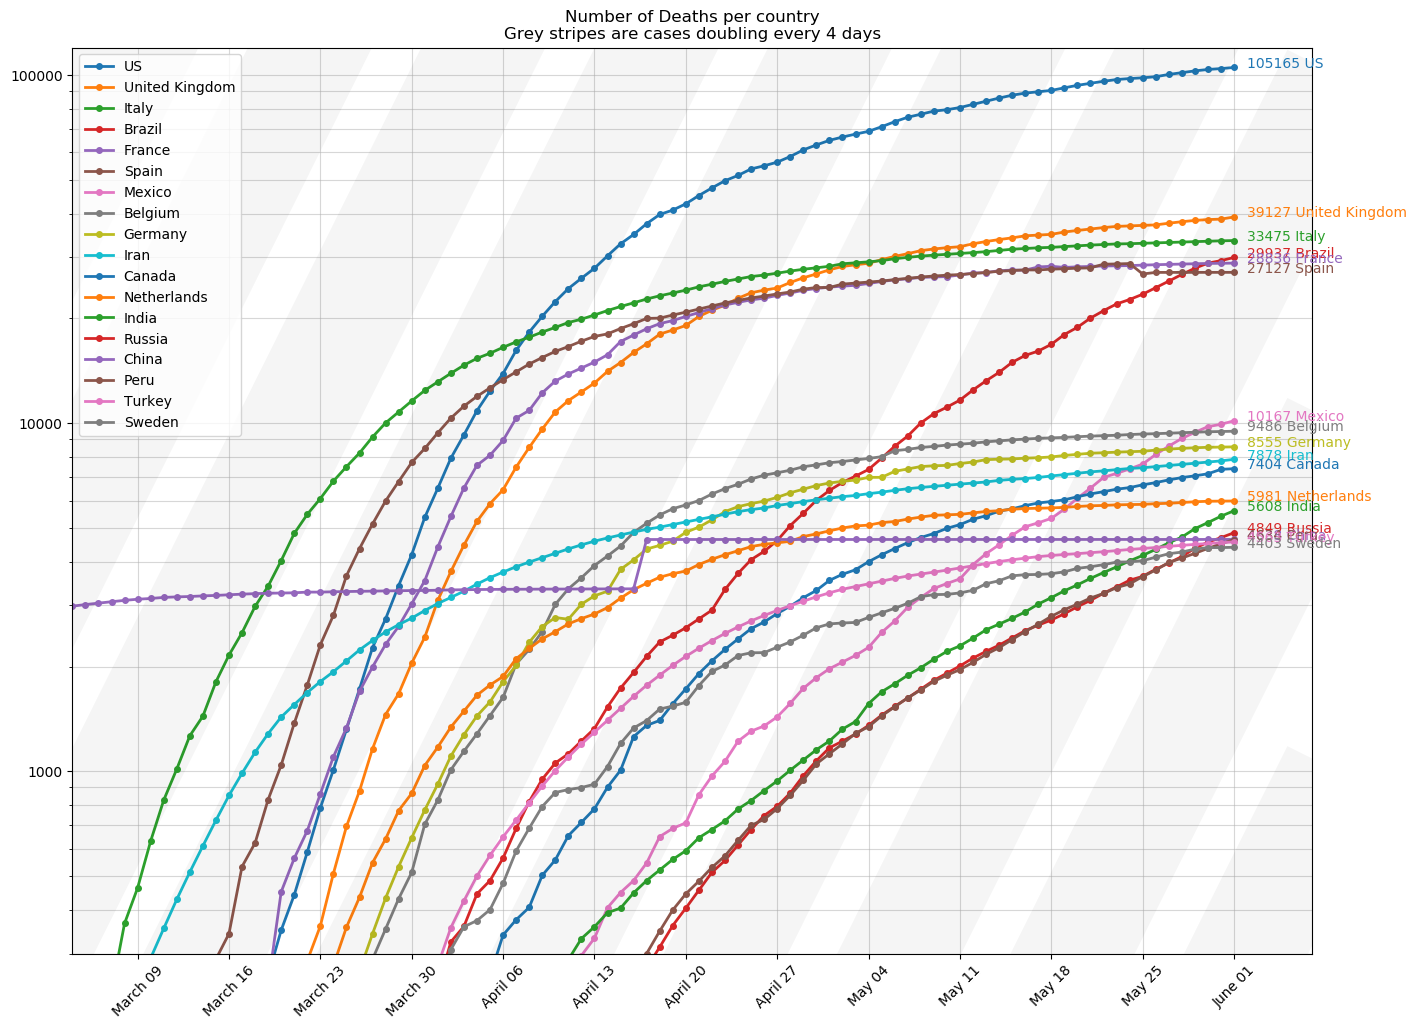 Number of Deaths per country
Grey stripes are cases doubling every 4 days
US
United Kingdom
Italy
Brazil
France
Spain
Mexico
Belgium
Germany
Iran
Canada
Netherlands
India
Russia
China
Peru
Turkey
Sweden
100000
10000
1000
105165 US
39127 United Kingdom
33475 Italy
29937 Brazil
France
27127 Spain
10167 Mexico
9486 Belgium
8555 Germany
7878 Iran
7404 Canada
5981 Netherlands
5608 India
4849 Russia
4403 Sweden
March 09
March 16
March 23
March 30
April 06
April 13
April 20
April 27
May 04
May 11
May 18
May 25
June 01